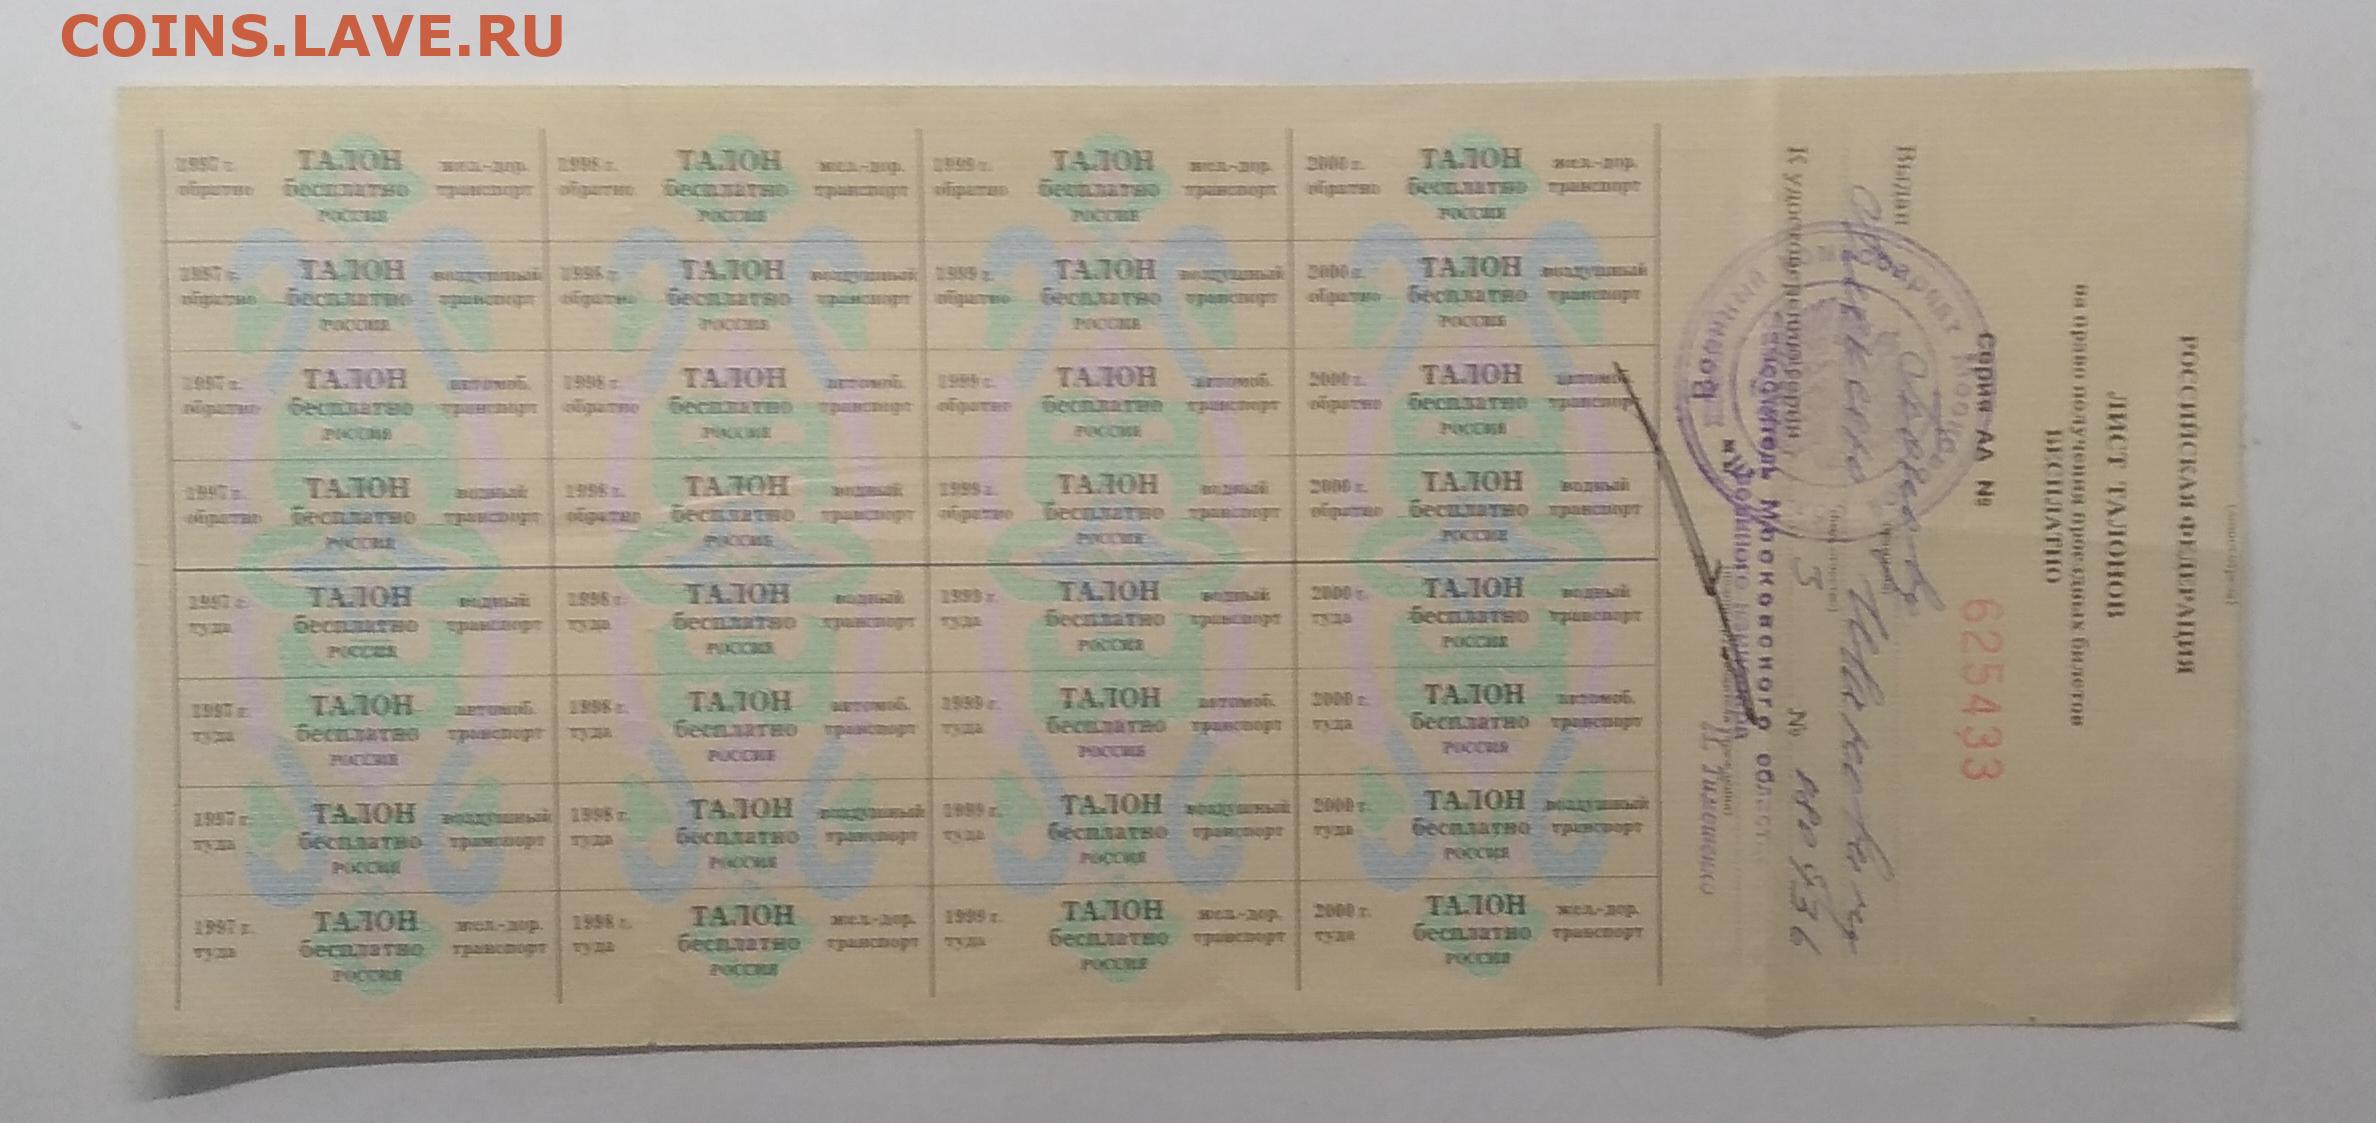 COINS.LAVE.RU
РОССИЙСКАЯ ФЕДЕРАЦИЯ
ЛИСТ ТАЛОНОВ
на право получения проездных билетов
БЕСПЛАТНО
Серия АА № 625433
Выдан
К удостоверению серии З № 080536
Московского
И Тимошенко
1997 г. ТАЛОН жел.-дор. 1998 г. ТАЛОН жел.-дор. 1999 г. ТАЛОН жел.-дор. 2000 г. ТАЛОН жел.-дор.
обратно бесплатно транспорт обратно бесплатно транспорт обратно бесплатно транспорт обратно бесплатно транспорт
РОССИЯ РОССИЯ РОССИЯ РОССИЯ
1997 г. ТАЛОН воздушный 1998 г. ТАЛОН воздушный 1999 г. ТАЛОН воздушный 2000 г. ТАЛОН воздушный
обратно бесплатно транспорт обратно бесплатно транспорт обратно бесплатно транспорт обратно бесплатно транспорт
РОССИЯ РОССИЯ РОССИЯ РОССИЯ
1997 г. ТАЛОН автомоб. 1998 г. ТАЛОН автомоб. 1999 г. ТАЛОН автомоб. 2000 г. ТАЛОН автомоб.
обратно бесплатно транспорт обратно бесплатно транспорт обратно бесплатно транспорт обратно бесплатно транспорт
РОССИЯ РОССИЯ РОССИЯ РОССИЯ
1997 г. ТАЛОН водный 1998 г. ТАЛОН водный 1999 г. ТАЛОН водный 2000 г. ТАЛОН водный
обратно бесплатно транспорт обратно бесплатно транспорт обратно бесплатно транспорт обратно бесплатно транспорт
РОССИЯ РОССИЯ РОССИЯ РОССИЯ
1997 г. ТАЛОН водный 1998 г. ТАЛОН водный 1999 г. ТАЛОН водный 2000 г. ТАЛОН водный
туда бесплатно транспорт туда бесплатно транспорт туда бесплатно транспорт туда бесплатно транспорт
РОССИЯ РОССИЯ РОССИЯ РОССИЯ
1997 г. ТАЛОН автомоб. 1998 г. ТАЛОН автомоб. 1999 г. ТАЛОН автомоб. 2000 г. ТАЛОН автомоб.
туда бесплатно транспорт туда бесплатно транспорт туда бесплатно транспорт туда бесплатно транспорт
РОССИЯ РОССИЯ РОССИЯ РОССИЯ
1997 г. ТАЛОН воздушный 1998 г. ТАЛОН воздушный 1999 г. ТАЛОН воздушный 2000 г. ТАЛОН воздушный
туда бесплатно транспорт туда бесплатно транспорт туда бесплатно транспорт туда бесплатно транспорт
РОССИЯ РОССИЯ РОССИЯ РОССИЯ
1997 г. ТАЛОН жел.-дор. 1998 г. ТАЛОН жел.-дор. 1999 г. ТАЛОН жел.-дор. 2000 г. ТАЛОН жел.-дор.
туда бесплатно транспорт туда бесплатно транспорт туда бесплатно транспорт туда бесплатно транспорт
РОССИЯ РОССИЯ РОССИЯ РОССИЯ